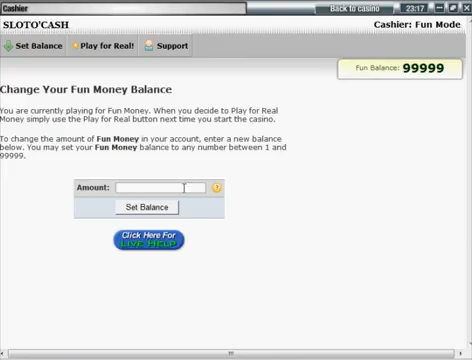 Cashier
Back to casino
23:17
SLOTO'CASH
Cashier: Fun Mode
Set Balance
Play for Real!
Support
Fun Balance: 99999
Change Your Fun Money Balance
You are currently playing for Fun Money. When you decide to Play for Real
Money simply use the Play for Real button next time you start the casino.
To change the amount of Fun Money in your account, enter a new balance
below. You may set your Fun Money balance to any number between 1 and
99999.
Amount:
Set Balance
Click Here For
LIVE HELP